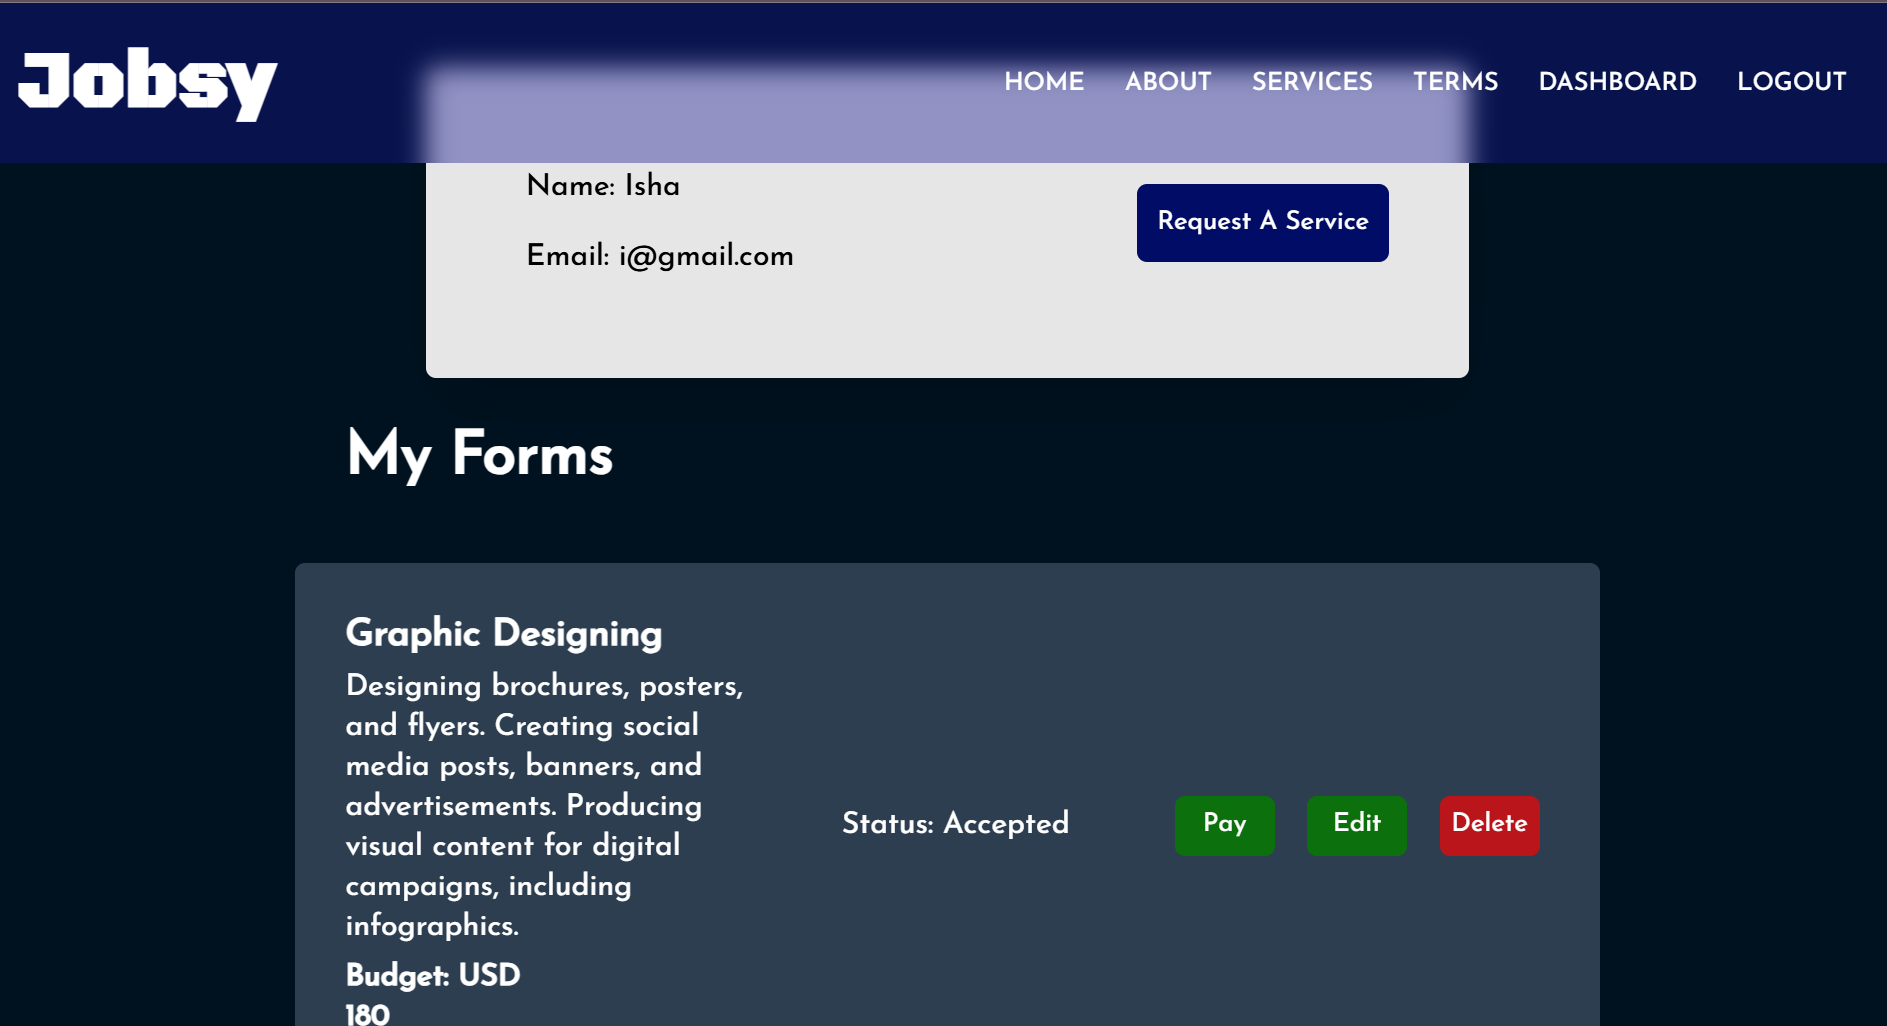 Jobsy
HOME ABOUT SERVICES TERMS DASHBOARD LOGOUT
Name: Isha
Request A Service
Email: i@gmail.com
My Forms
Graphic Designing
Designing brochures, posters,
and flyers. Creating social
media posts, banners, and
advertisements. Producing
visual content for digital
campaigns, including
infographics.
Budget: USD
180
Status: Accepted
Pay
Edit
Delete